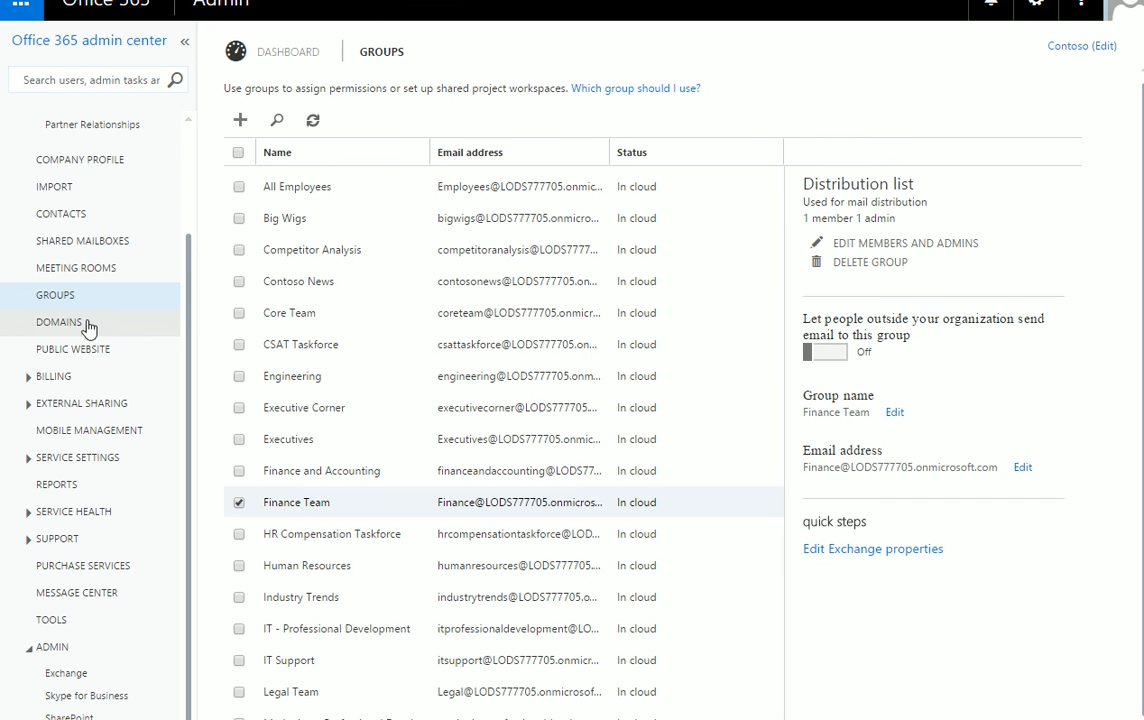 Office 365 Admin
Office 365 admin center «
Search users, admin tasks ar
Partner Relationships
COMPANY PROFILE
IMPORT
CONTACTS
SHARED MAILBOXES
MEETING ROOMS
GROUPS
DOMAINS
PUBLIC WEBSITE
BILLING
EXTERNAL SHARING
MOBILE MANAGEMENT
SERVICE SETTINGS
REPORTS
SERVICE HEALTH
SUPPORT
PURCHASE SERVICES
MESSAGE CENTER
TOOLS
ADMIN
Exchange
Skype for Business
SharePoint
DASHBOARD GROUPS
Contoso (Edit)
Use groups to assign permissions or set up shared project workspaces. Which group should I use?
Name Email address Status
All Employees Employees@LODS777705.onmic... In cloud
Big Wigs bigwigs@LODS777705.onmicro... In cloud
Competitor Analysis competitoranalysis@LODS7777... In cloud
Contoso News contosonews@LODS777705.on... In cloud
Core Team coreteam@LODS777705.onmicr... In cloud
CSAT Taskforce csattaskforce@LODS777705.on... In cloud
Engineering engineering@LODS777705.onm... In cloud
Executive Corner executivecorner@LODS777705.... In cloud
Executives Executives@LODS777705.onmic... In cloud
Finance and Accounting financeandaccounting@LODS77... In cloud
Finance Team Finance@LODS777705.onmicros... In cloud
HR Compensation Taskforce hrcompensationtaskforce@LOD... In cloud
Human Resources humanresources@LODS777705.... In cloud
Industry Trends industrytrends@LODS777705.o... In cloud
IT - Professional Development itprofessionaldevelopment@LO... In cloud
IT Support itsupport@LODS777705.onmicr... In cloud
Legal Team Legal@LODS777705.onmicrosof... In cloud
Distribution list
Used for mail distribution
1 member 1 admin
EDIT MEMBERS AND ADMINS
DELETE GROUP
Let people outside your organization send
email to this group
Off
Group name
Finance Team Edit
Email address
Finance@LODS777705.onmicrosoft.com Edit
quick steps
Edit Exchange properties